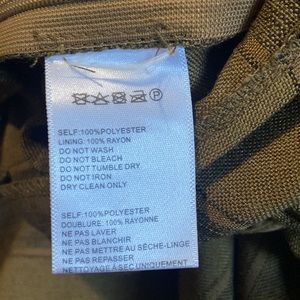 SELF:100%POLYESTER
LINING: 100% RAYON
DO NOT WASH
DO NOT BLEACH
DO NOT TUMBLE DRY
DO NOT IRON
DRY CLEAN ONLY
SELF:100%POLYESTER
DOUBLURE: 100% RAYONNE
NE PAS LAVER
NE PAS BLANCHIR
NE PAS METTRE AU SÈCHE-LINGE
NE PAS REPASSER
NETTOYAGE À SEC UNIQUEMENT